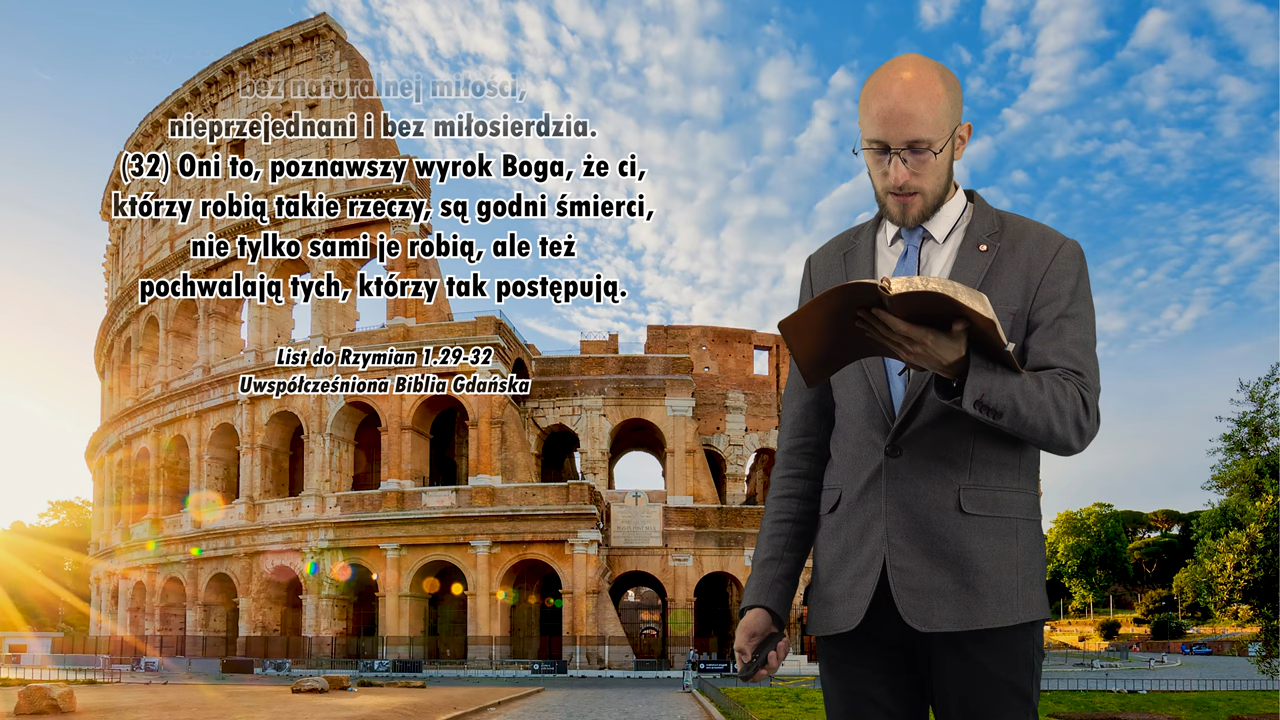 bez naturalnej miłości,
nieprzejednani i bez miłosierdzia.
(32) Oni to, poznawszy wyrok Boga, że ci,
którzy robią takie rzeczy, są godni śmierci,
nie tylko sami je robią, ale też
pochwalają tych, którzy tak postępują.
List do Rzymian 1.29-32
Uwspółcześniona Biblia Gdańska